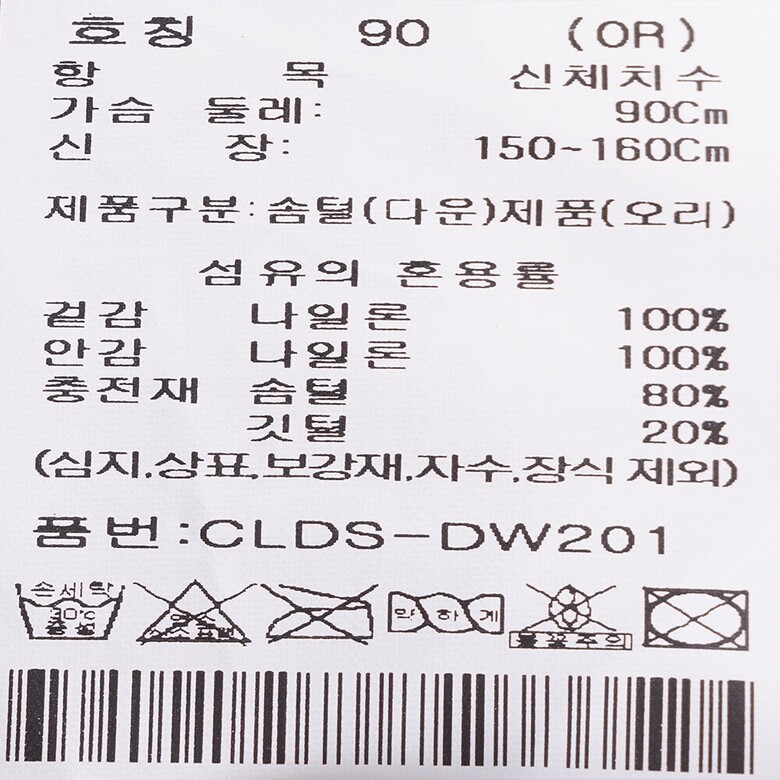 호칭 90 (OR)
항 목 신체치수
가슴 둘레: 90Cm
신 장: 150~160Cm
제품구분:솜털(다운)제품(오리)
섬유의 혼용률
겉감 나일론 100%
안감 나일론 100%
충전재 솜털 80%
깃털 20%
(심지.상표.보강재.자수.장식 제외)
품번:CLDS-DW201
손세탁 약하게
30℃
중성 불꽃주의